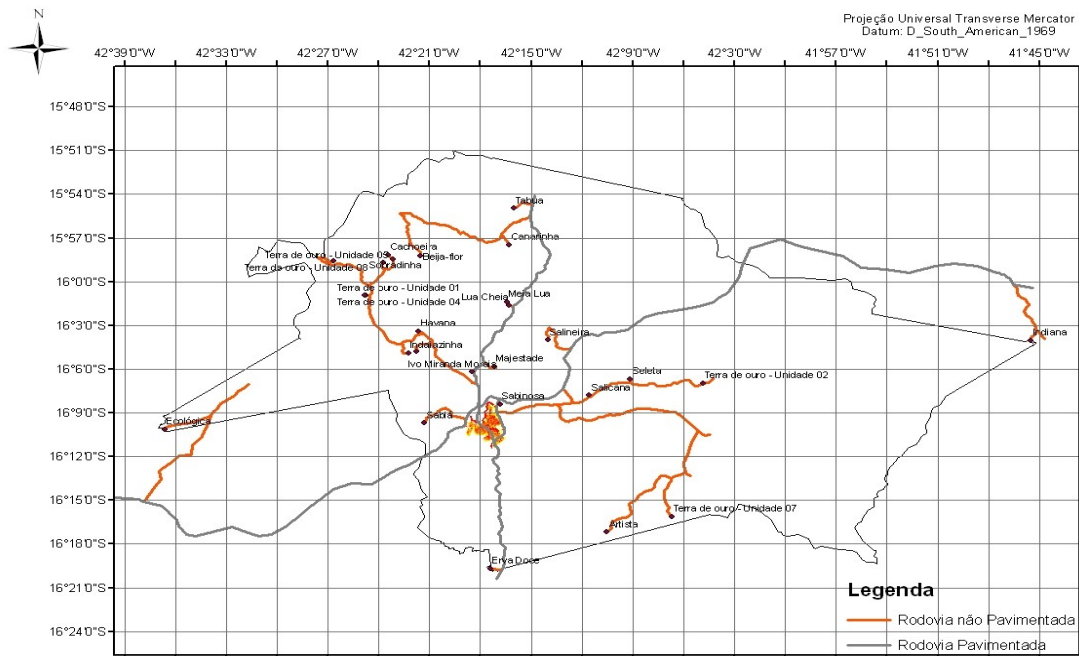 N
Projeção Universal Transverse Mercator
Datum: D_South_American_1969
42°39'0"W 42°33'0"W 42°27'0"W 42°21'0"W 42°15'0"W 42°9'0"W 42°3'0"W 41°57'0"W 41°51'0"W 41°45'0"W
15°48'0"S
15°51'0"S
15°54'0"S
Tabúa
15°57'0"S
Canarinha
Cachoeira
Terra de ouro - Unidade 05
Beija-flor
Terra da ouro - Unidade 08
Sobradinha
16°0'0"S
Terra de ouro - Unidade 01
Lua Cheia
Meia Lua
Terra de ouro - Unidade 04
16°3'0"S
Havana
Salineira
Indiana
Indaiazinha
16°6'0"S
Ivo Miranda Morais
Majestade
Seleta
Terra de ouro - Unidade 02
Salicana
Sabinosa
16°9'0"S
Ecológica
Sabiá
16°12'0"S
16°15'0"S
Terra de ouro - Unidade 07
Artista
16°18'0"S
Erva Doce
16°21'0"S
16°24'0"S
Legenda
Rodovia não Pavimentada
Rodovia Pavimentada